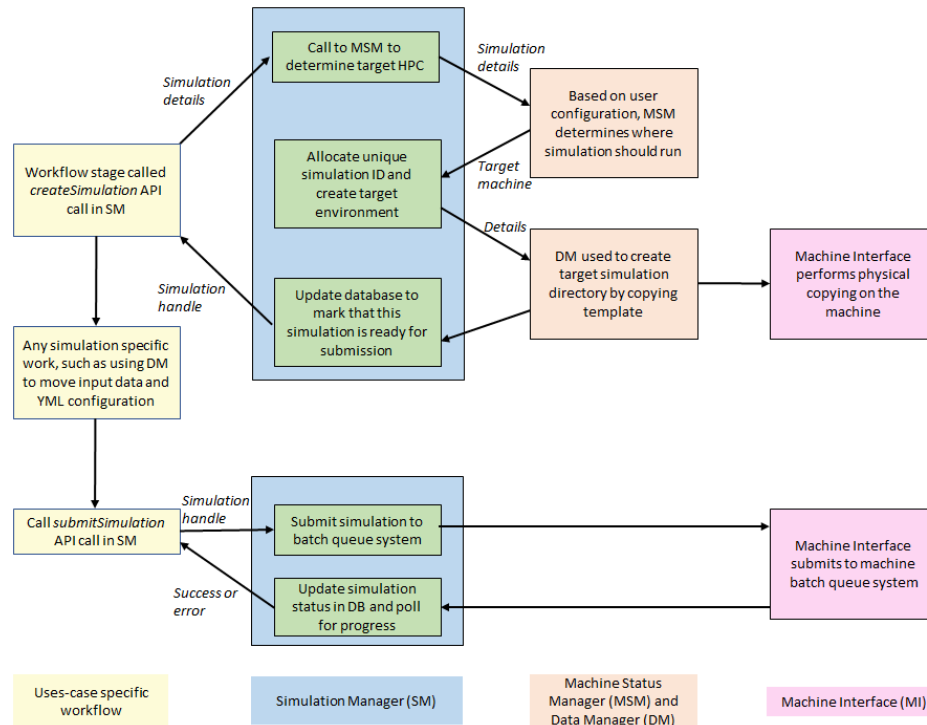 Call to MSM to
determine target HPC
Simulation
details
Simulation
details
Based on user
configuration, MSM
determines where
simulation should run
Workflow stage called
createSimulation API
call in SM
Allocate unique
simulation ID and
create target
environment
Target
machine
Details
Simulation
handle
Update database to
mark that this
simulation is ready for
submission
DM used to create
target simulation
directory by copying
template
Machine Interface
performs physical
copying on the
machine
Any simulation specific
work, such as using DM
to move input data and
YML configuration
Call submitSimulation
API call in SM
Simulation
handle
Submit simulation to
batch queue system
Machine Interface
submits to machine
batch queue system
Success or
error
Update simulation
status in DB and poll
for progress
Uses-case specific
workflow
Simulation Manager (SM)
Machine Status
Manager (MSM) and
Data Manager (DM)
Machine Interface (MI)